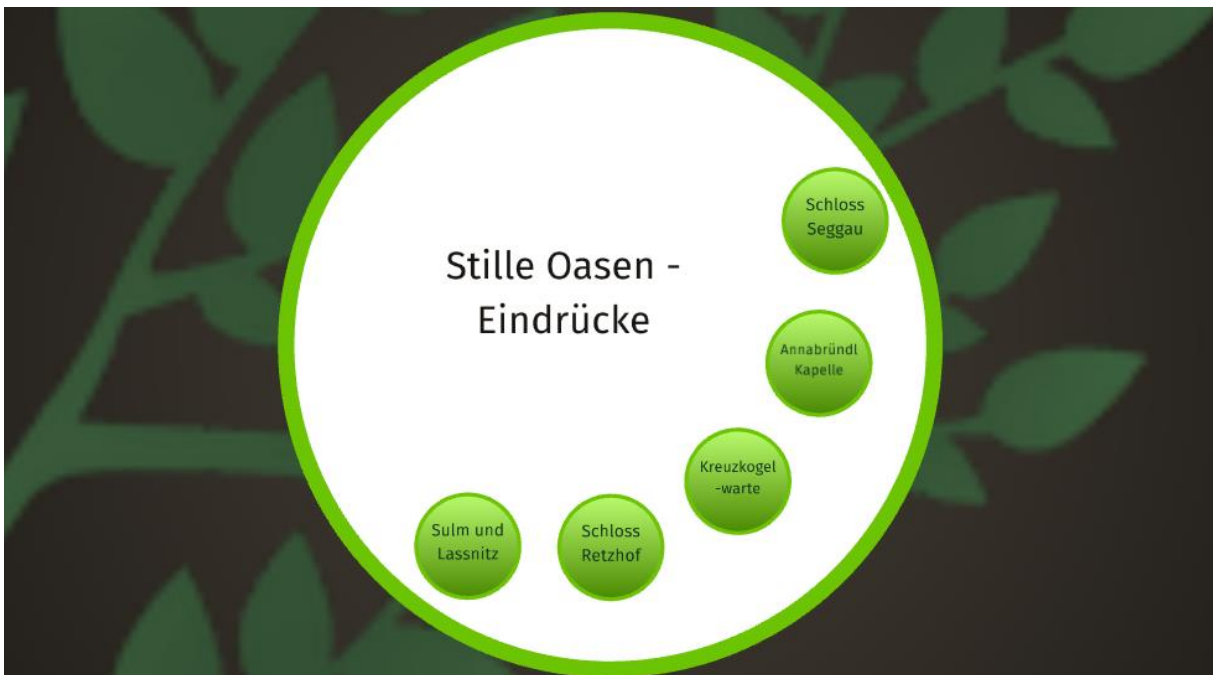 Stille Oasen -
Eindrücke
Schloss
Seggau
Annabründl
Kapelle
Kreuzkogel
-warte
Schloss
Retzhof
Sulm und
Lassnitz